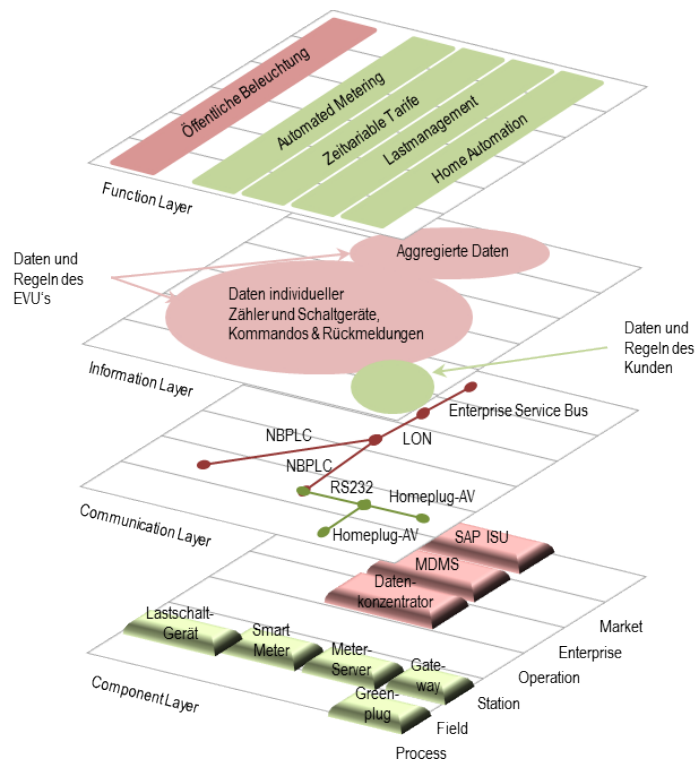 Öffentliche Beleuchtung
Automated Metering
Zeitvariable Tarife
Lastmanagement
Home Automation
Function Layer
Daten und
Regeln des
EVU's
Aggregierte Daten
Daten individueller
Zähler und Schaltgeräte,
Kommandos & Rückmeldungen
Daten und
Regeln des
Kunden
Information Layer
Enterprise Service Bus
NBPLC
LON
NBPLC
RS232
Homeplug-AV
Homeplug-AV
Communication Layer
SAP ISU
MDMS
Daten-
konzentrator
Lastschalt-
Gerät
Smart
Meter
Meter-
Server
Gate-
way
Green-
plug
Component Layer
Market
Enterprise
Operation
Station
Field
Process